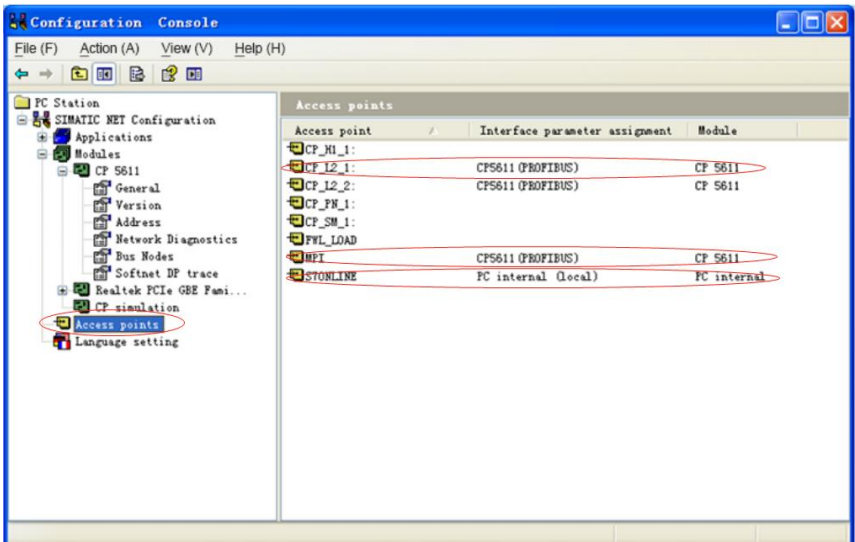 Configuration Console
File (F) Action (A) View (V) Help (H)
PC Station
SIMATIC NET Configuration
Applications
Modules
CP 5611
General
Version
Address
Network Diagnostics
Bus Nodes
Softnet DP trace
Realtek PCIe GBE Fami...
CP simulation
Access points
Language setting
Access points
Access point Interface parameter assignment Module
CP_H1_1:
CP_L2_1: CP5611(PROFIBUS) CP 5611
CP_L2_2: CP5611(PROFIBUS) CP 5611
CP_PN_1:
CP_SM_1:
FWL_LOAD
MPI CP5611(PROFIBUS) CP 5611
STONLINE PC internal (local) PC internal